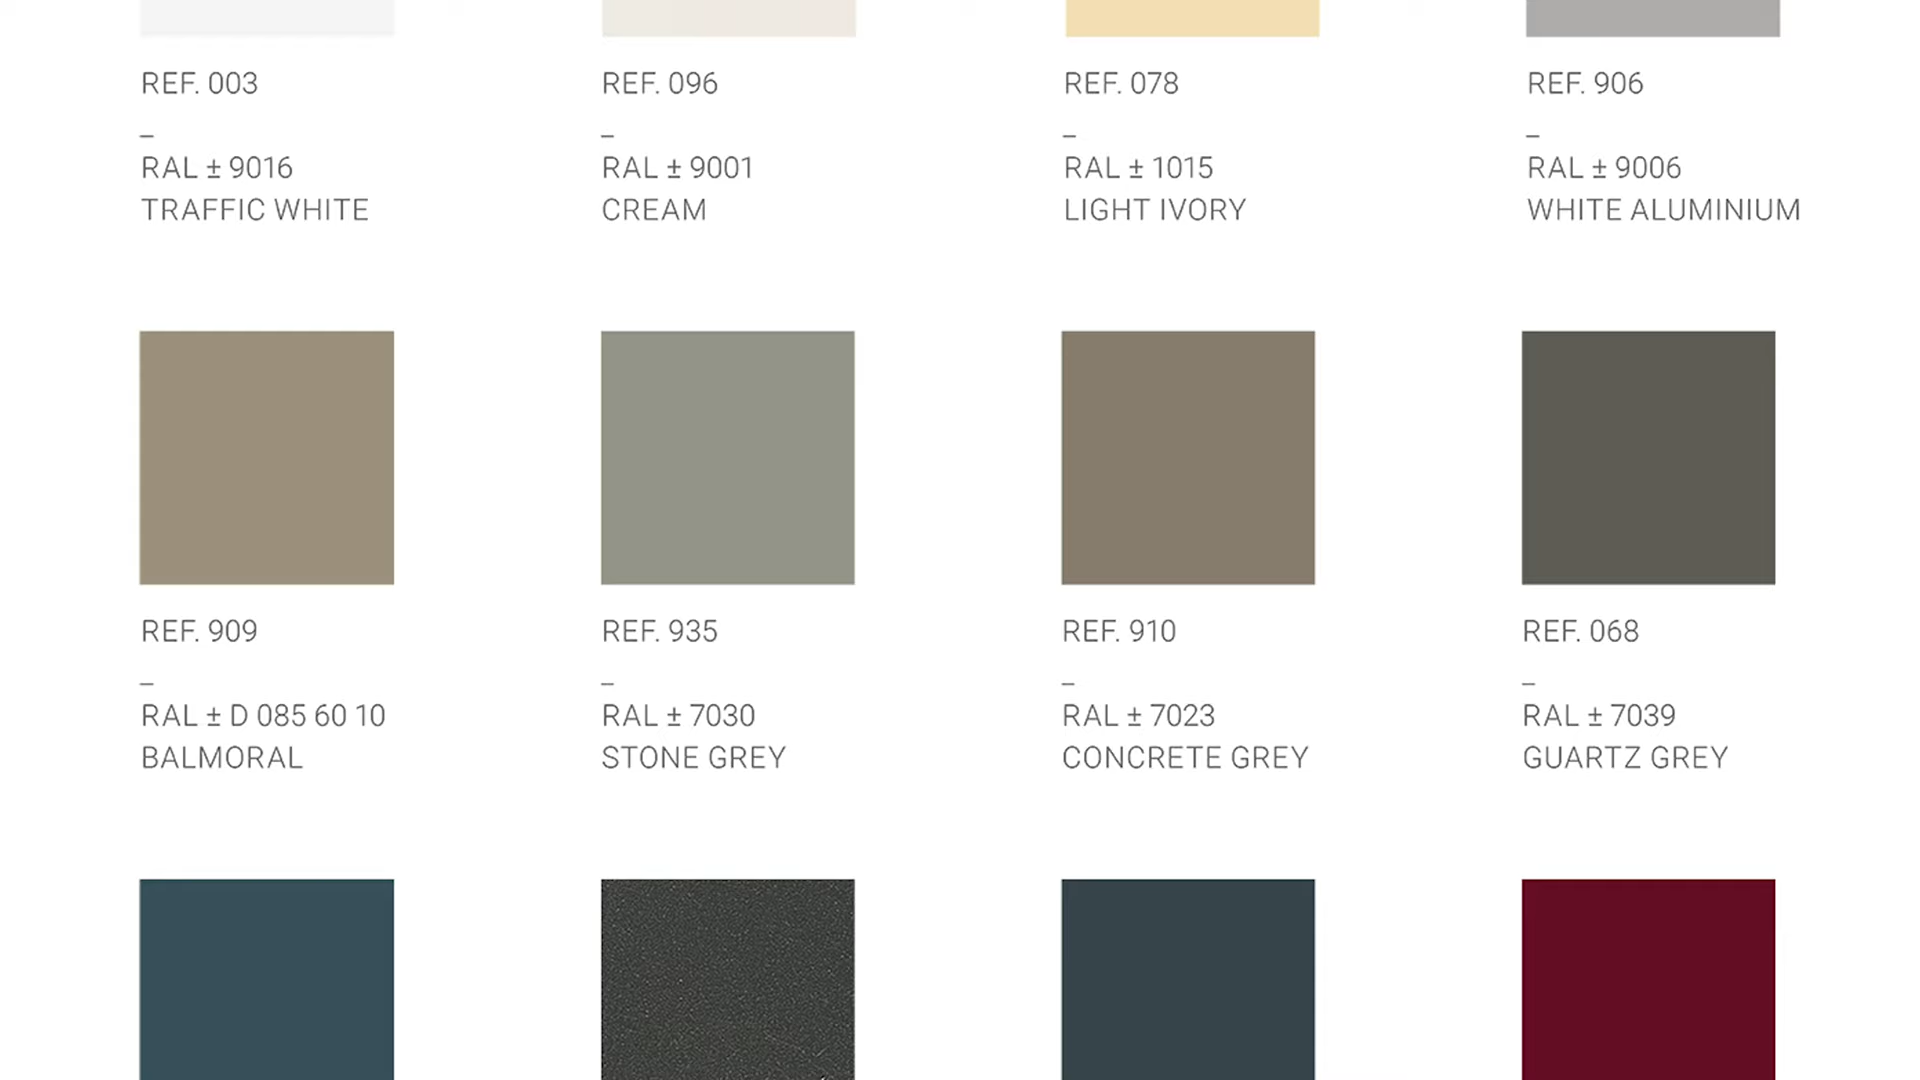 REF. 003
–
RAL ± 9016
TRAFFIC WHITE
REF. 096
–
RAL ± 9001
CREAM
REF. 078
–
RAL ± 1015
LIGHT IVORY
REF. 906
–
RAL ± 9006
WHITE ALUMINIUM
REF. 909
–
RAL ± D 085 60 10
BALMORAL
REF. 935
–
RAL ± 7030
STONE GREY
REF. 910
–
RAL ± 7023
CONCRETE GREY
REF. 068
–
RAL ± 7039
GUARTZ GREY